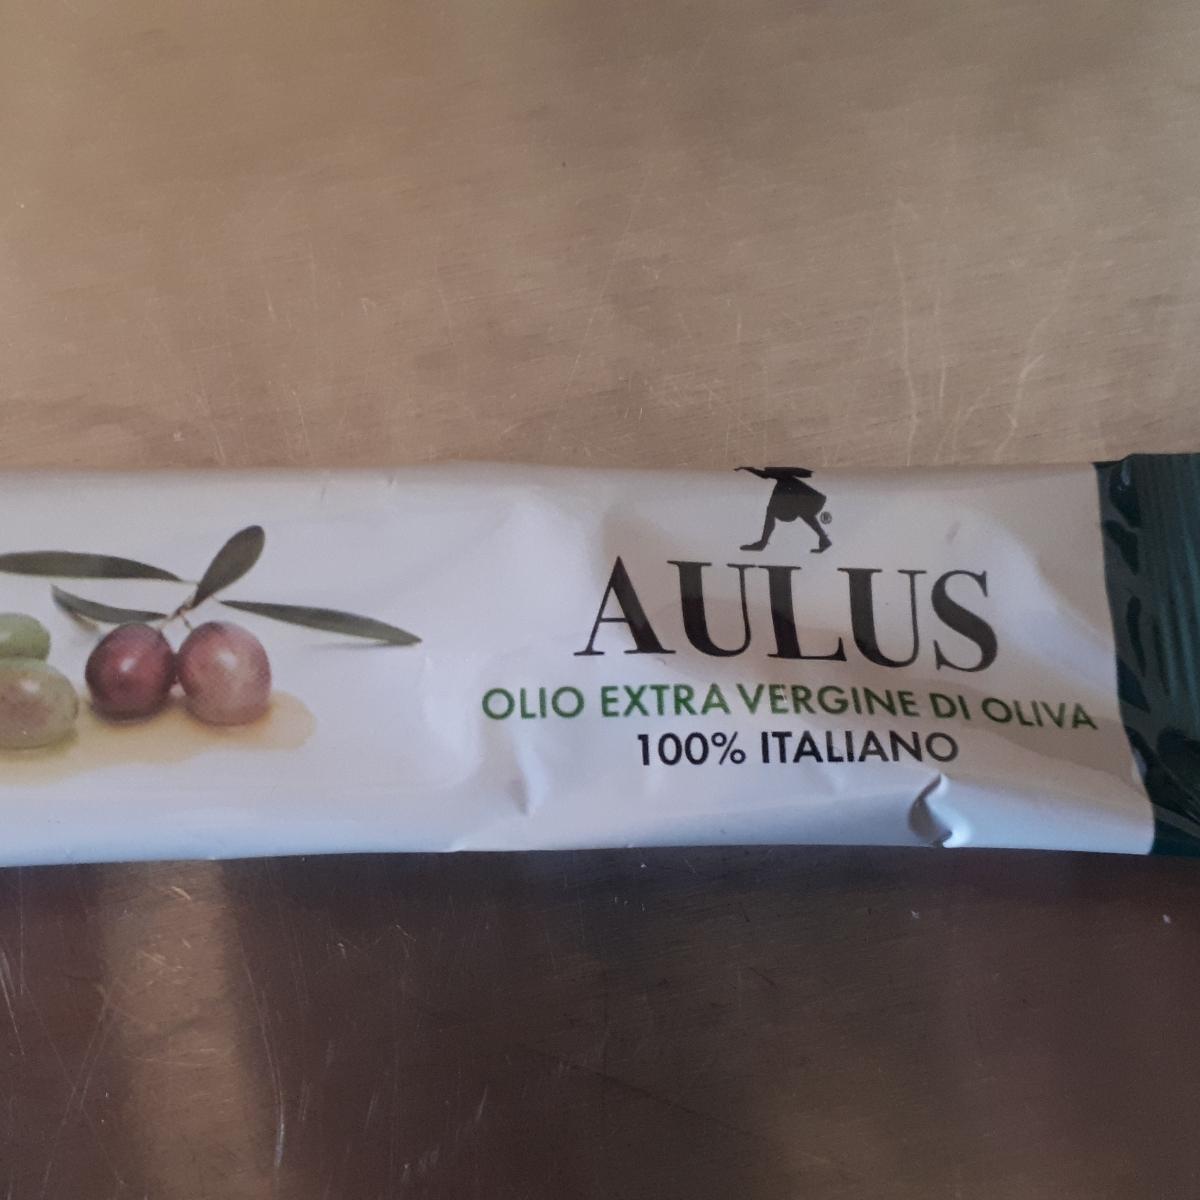 ®
AULUS
OLIO EXTRA VERGINE DI OLIVA
100% ITALIANO